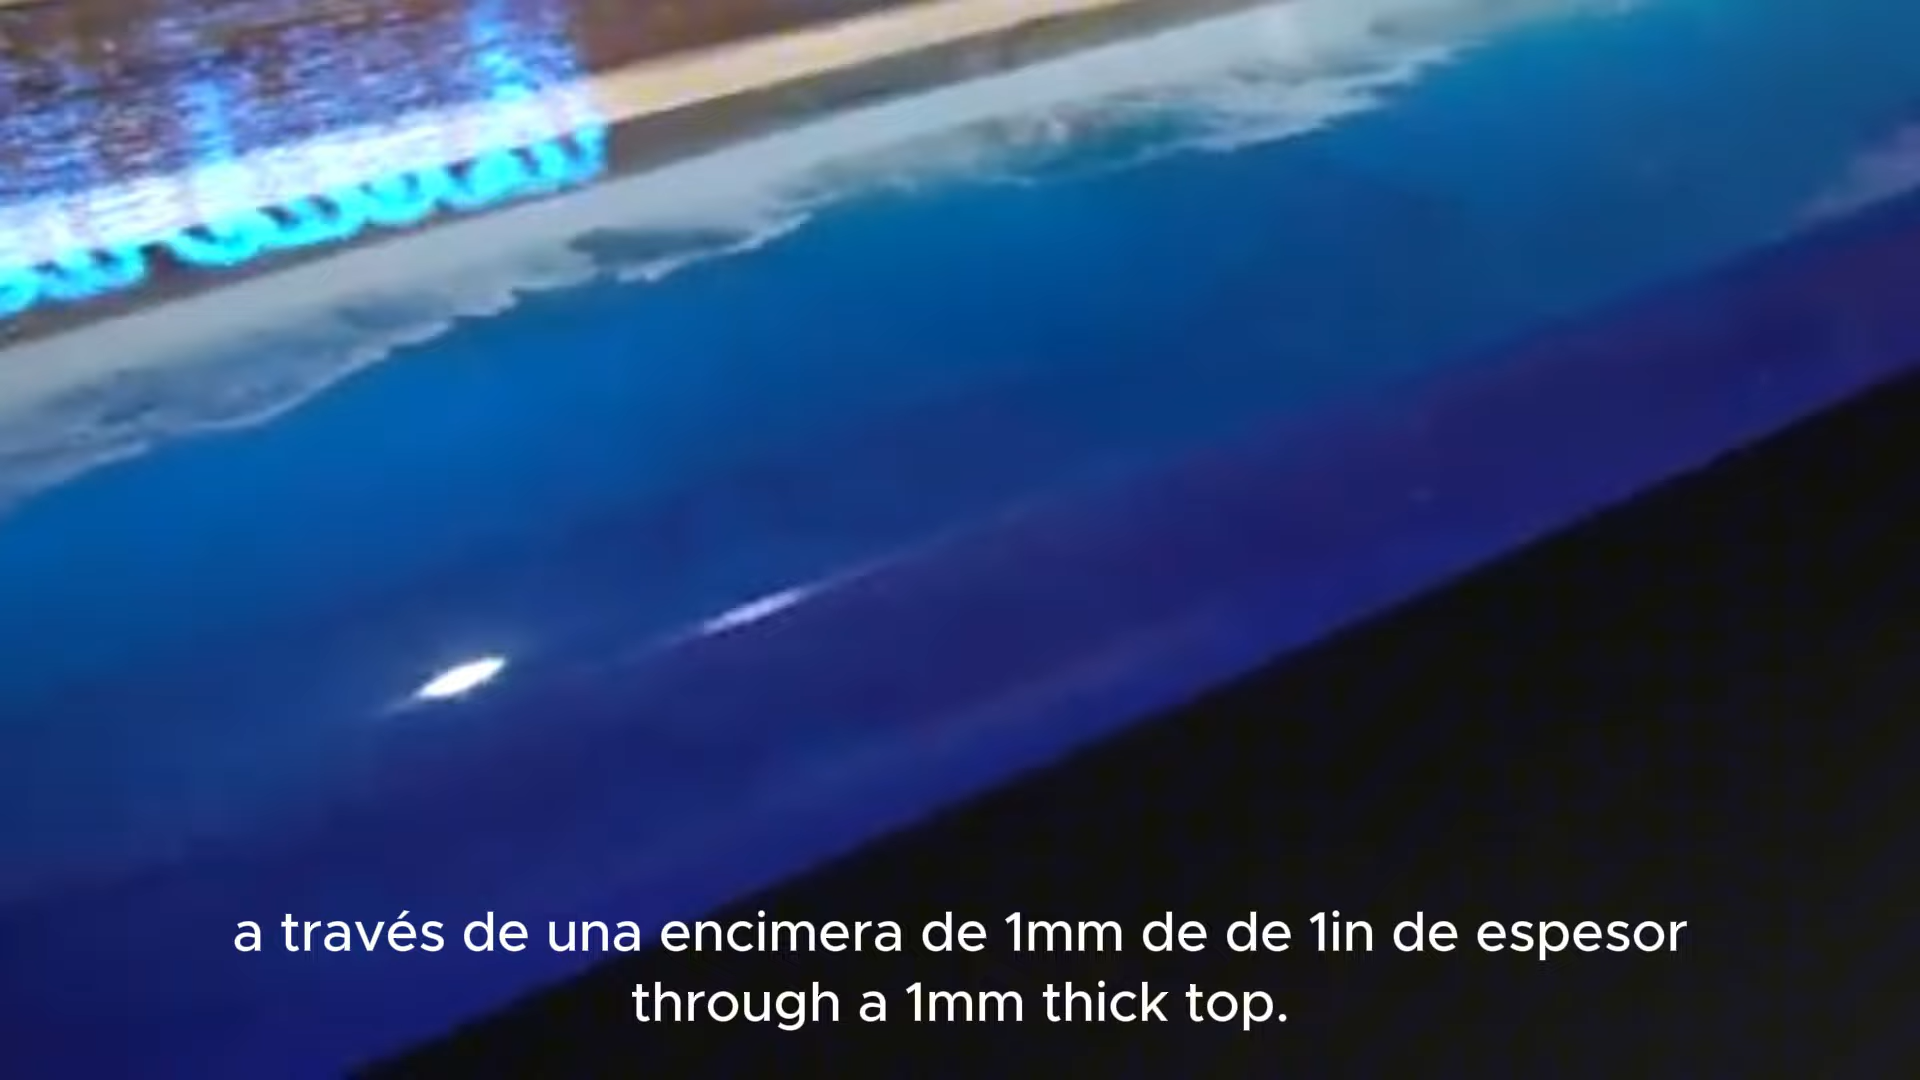 a través de una encimera de 1mm de de 1in de espesor
through a 1mm thick top.